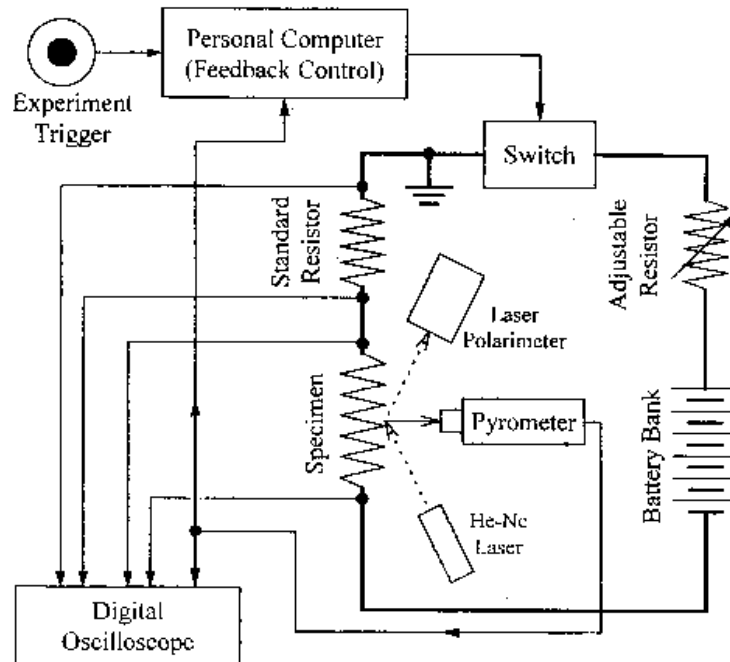 Personal Computer
(Feedback Control)
Experiment
Trigger
Switch
Standard
Resistor
Adjustable
Resistor
Laser
Polarimeter
Specimen
Pyrometer
Battery Bank
He-Ne
Laser
Digital
Oscilloscope